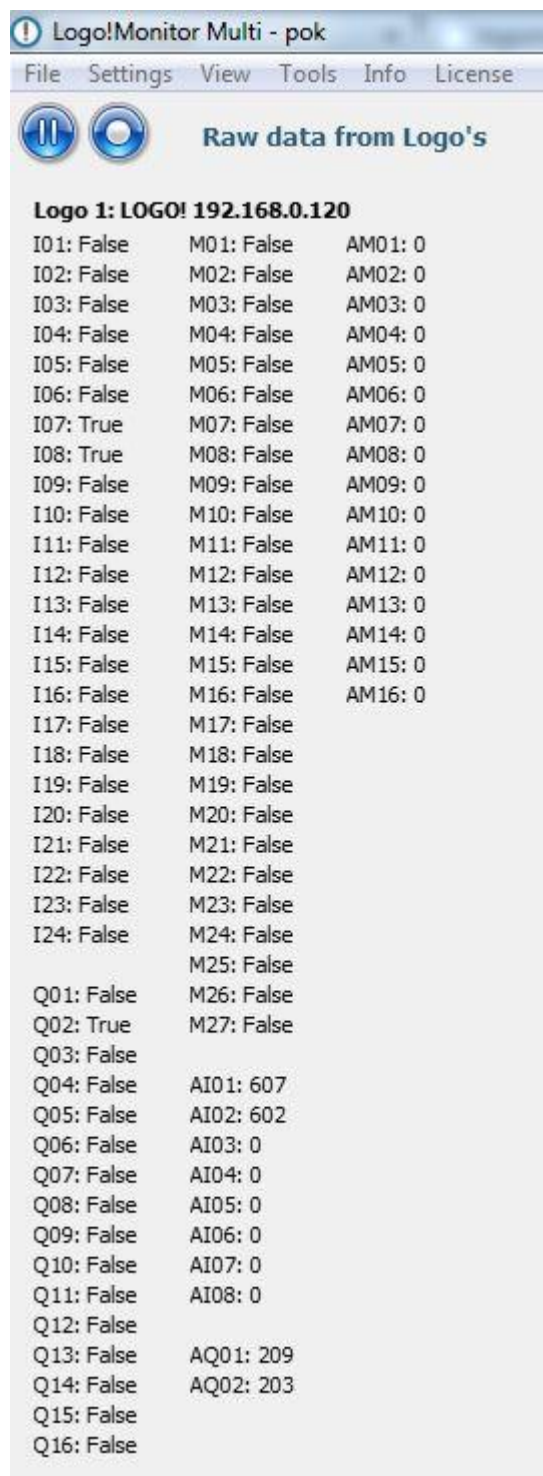 Logo!Monitor Multi - pok
File Settings View Tools Info License
Raw data from Logo's
Logo 1: LOGO! 192.168.0.120
I01: False M01: False AM01: 0
I02: False M02: False AM02: 0
I03: False M03: False AM03: 0
I04: False M04: False AM04: 0
I05: False M05: False AM05: 0
I06: False M06: False AM06: 0
I07: True M07: False AM07: 0
I08: True M08: False AM08: 0
I09: False M09: False AM09: 0
I10: False M10: False AM10: 0
I11: False M11: False AM11: 0
I12: False M12: False AM12: 0
I13: False M13: False AM13: 0
I14: False M14: False AM14: 0
I15: False M15: False AM15: 0
I16: False M16: False AM16: 0
I17: False M17: False
I18: False M18: False
I19: False M19: False
I20: False M20: False
I21: False M21: False
I22: False M22: False
I23: False M23: False
I24: False M24: False
M25: False
Q01: False M26: False
Q02: True M27: False
Q03: False
Q04: False AI01: 607
Q05: False AI02: 602
Q06: False AI03: 0
Q07: False AI04: 0
Q08: False AI05: 0
Q09: False AI06: 0
Q10: False AI07: 0
Q11: False AI08: 0
Q12: False
Q13: False AQ01: 209
Q14: False AQ02: 203
Q15: False
Q16: False